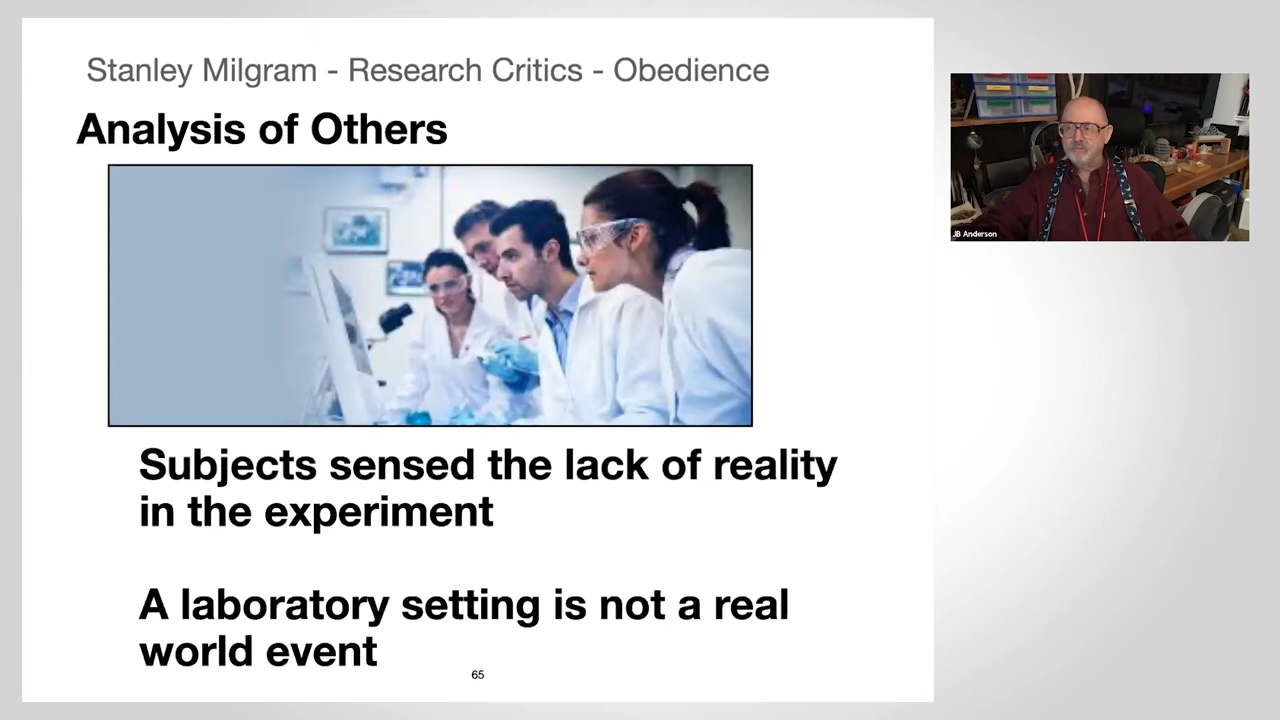 Stanley Milgram - Research Critics - Obedience
Analysis of Others
Subjects sensed the lack of reality
in the experiment
A laboratory setting is not a real
world event
65
JB Anderson